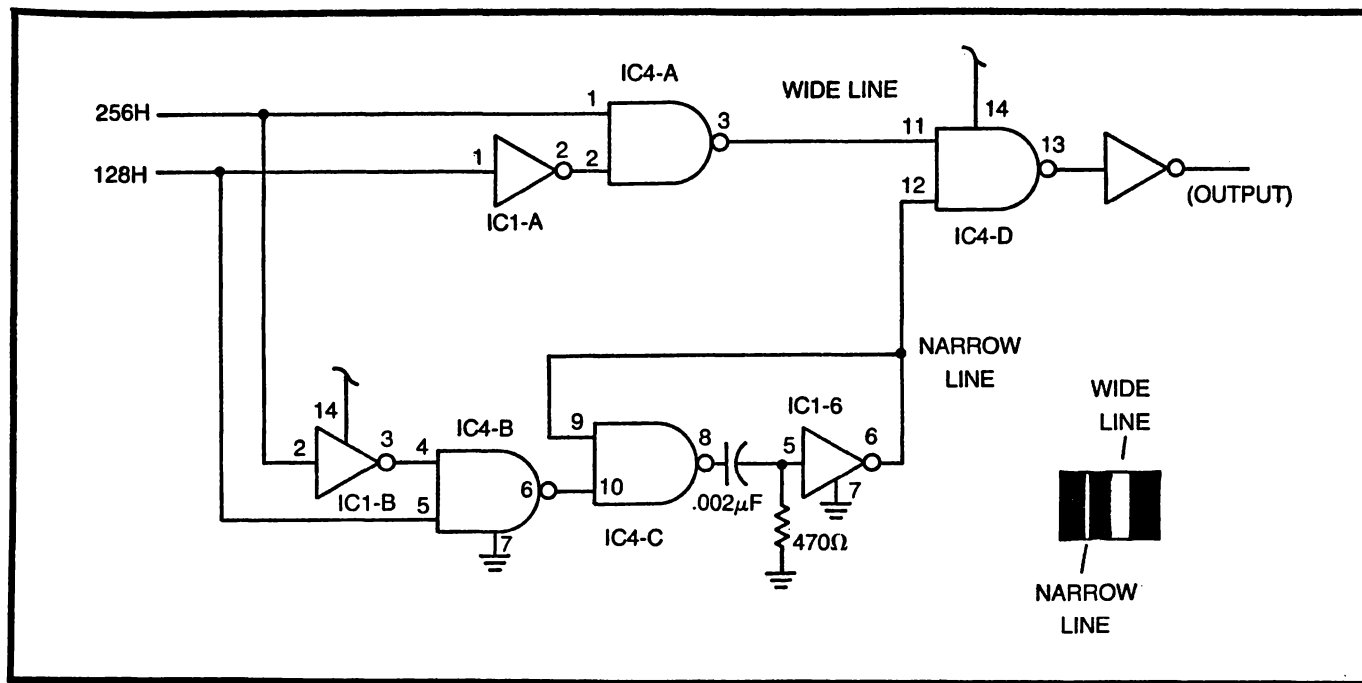 IC4-A
WIDE LINE
256H
1
3
14
11
13
128H
1
2
2
12
(OUTPUT)
IC1-A
IC4-D
NARROW
LINE
14
IC4-B
9
8
IC1-6
5
6
WIDE
LINE
2
3
4
6
10
7
IC1-B
5
.002μF
7
IC4-C
470Ω
NARROW
LINE